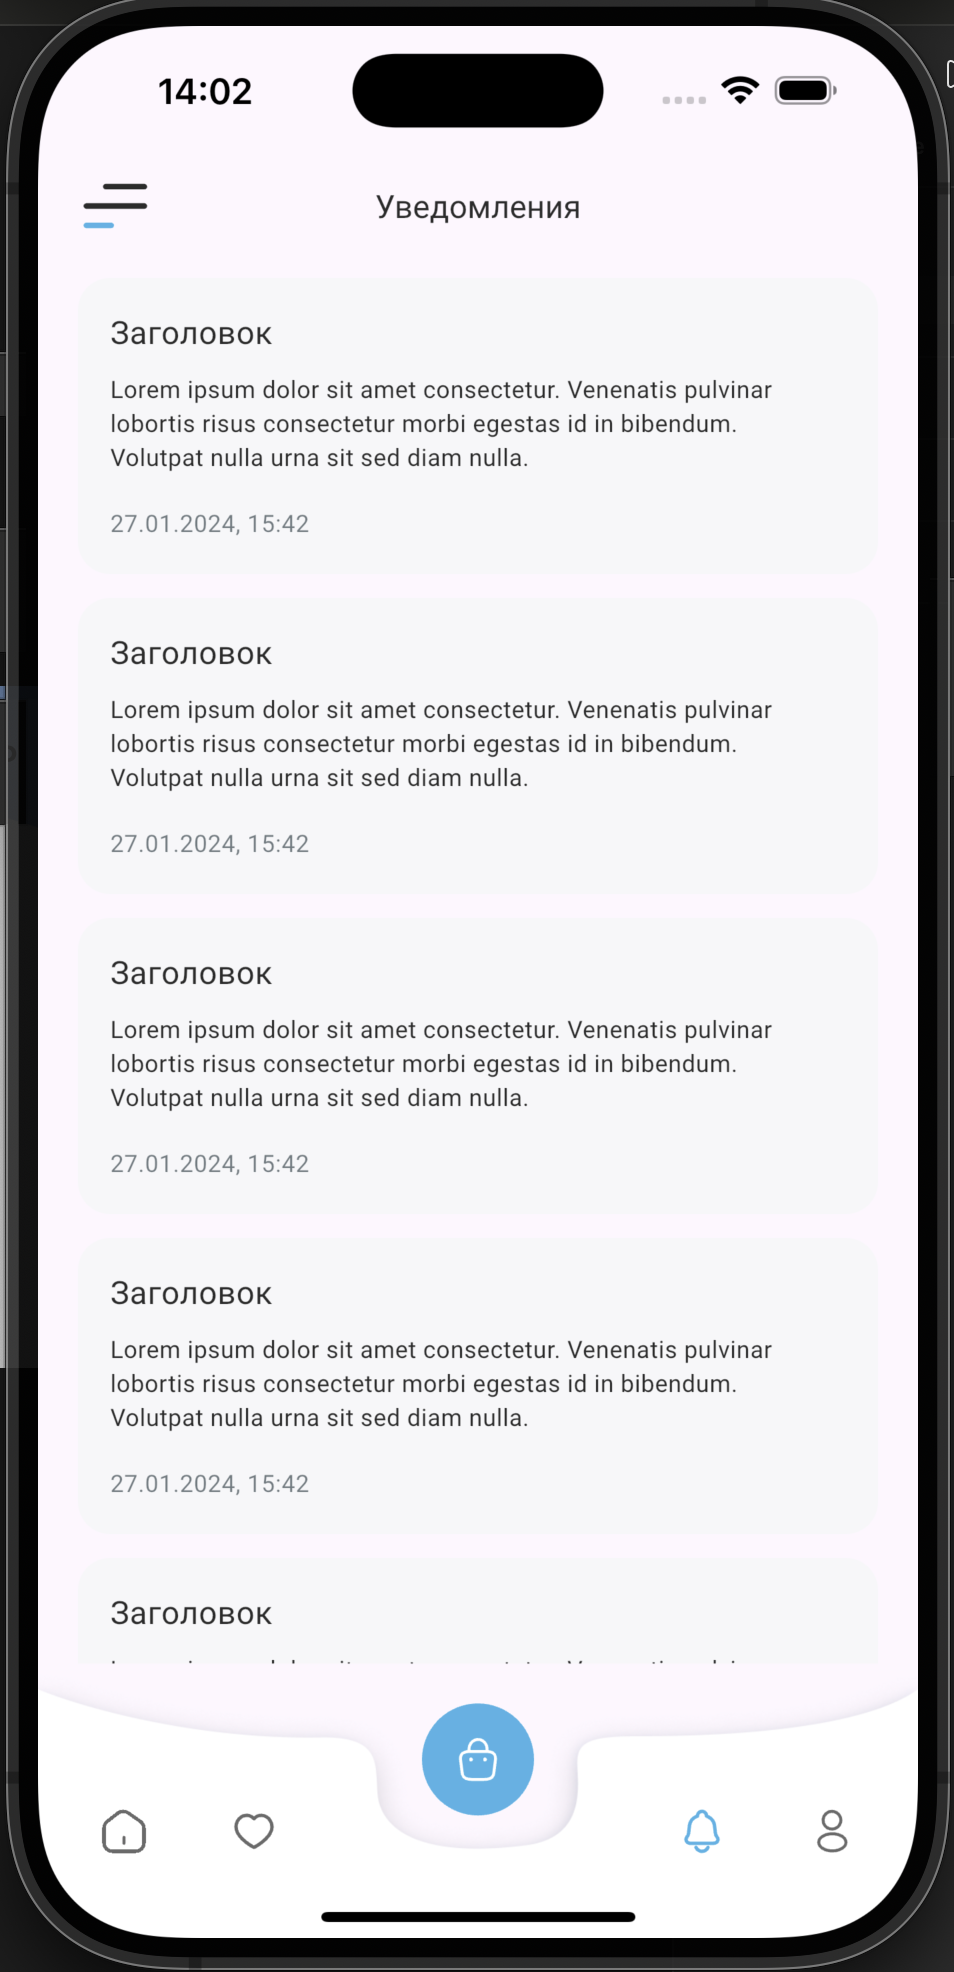 14:02
Уведомления
Заголовок
Lorem ipsum dolor sit amet consectetur. Venenatis pulvinar
lobortis risus consectetur morbi egestas id in bibendum.
Volutpat nulla urna sit sed diam nulla.
27.01.2024, 15:42
Заголовок
Lorem ipsum dolor sit amet consectetur. Venenatis pulvinar
lobortis risus consectetur morbi egestas id in bibendum.
Volutpat nulla urna sit sed diam nulla.
27.01.2024, 15:42
Заголовок
Lorem ipsum dolor sit amet consectetur. Venenatis pulvinar
lobortis risus consectetur morbi egestas id in bibendum.
Volutpat nulla urna sit sed diam nulla.
27.01.2024, 15:42
Заголовок
Lorem ipsum dolor sit amet consectetur. Venenatis pulvinar
lobortis risus consectetur morbi egestas id in bibendum.
Volutpat nulla urna sit sed diam nulla.
27.01.2024, 15:42
Заголовок